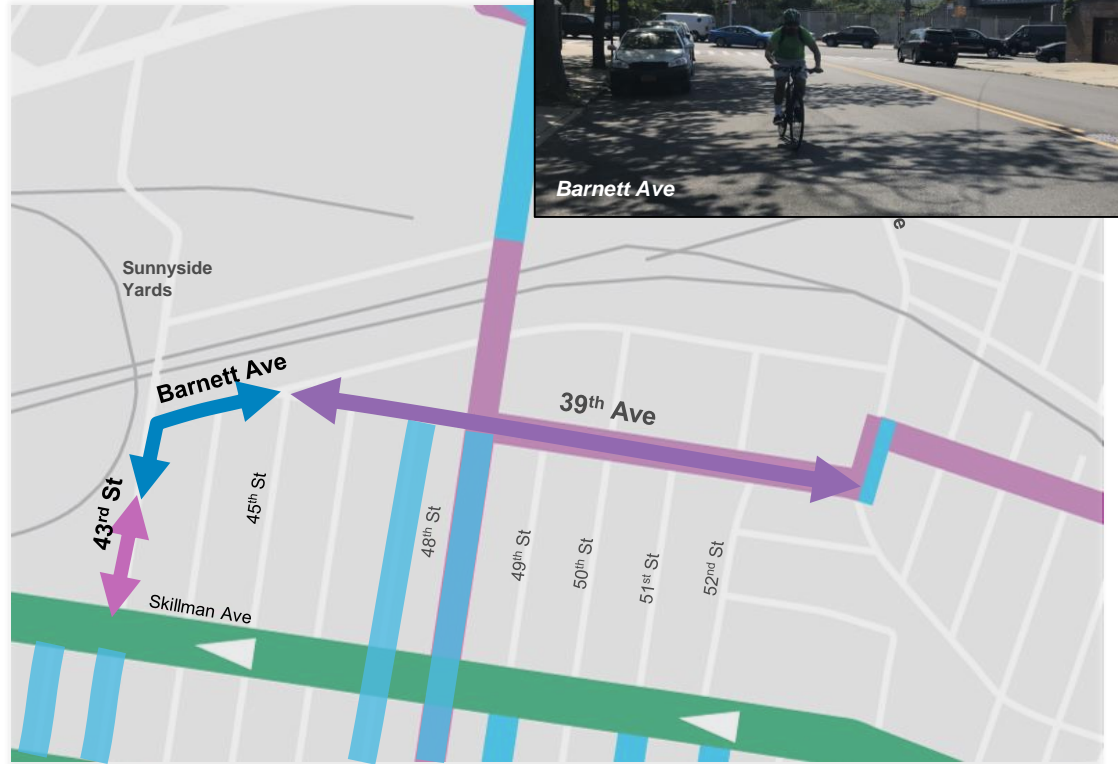 Barnett Ave
Sunnyside
Yards
Barnett Ave
39th Ave
43rd St
45th St
48th St
49th St
50th St
51st St
52nd St
Skillman Ave